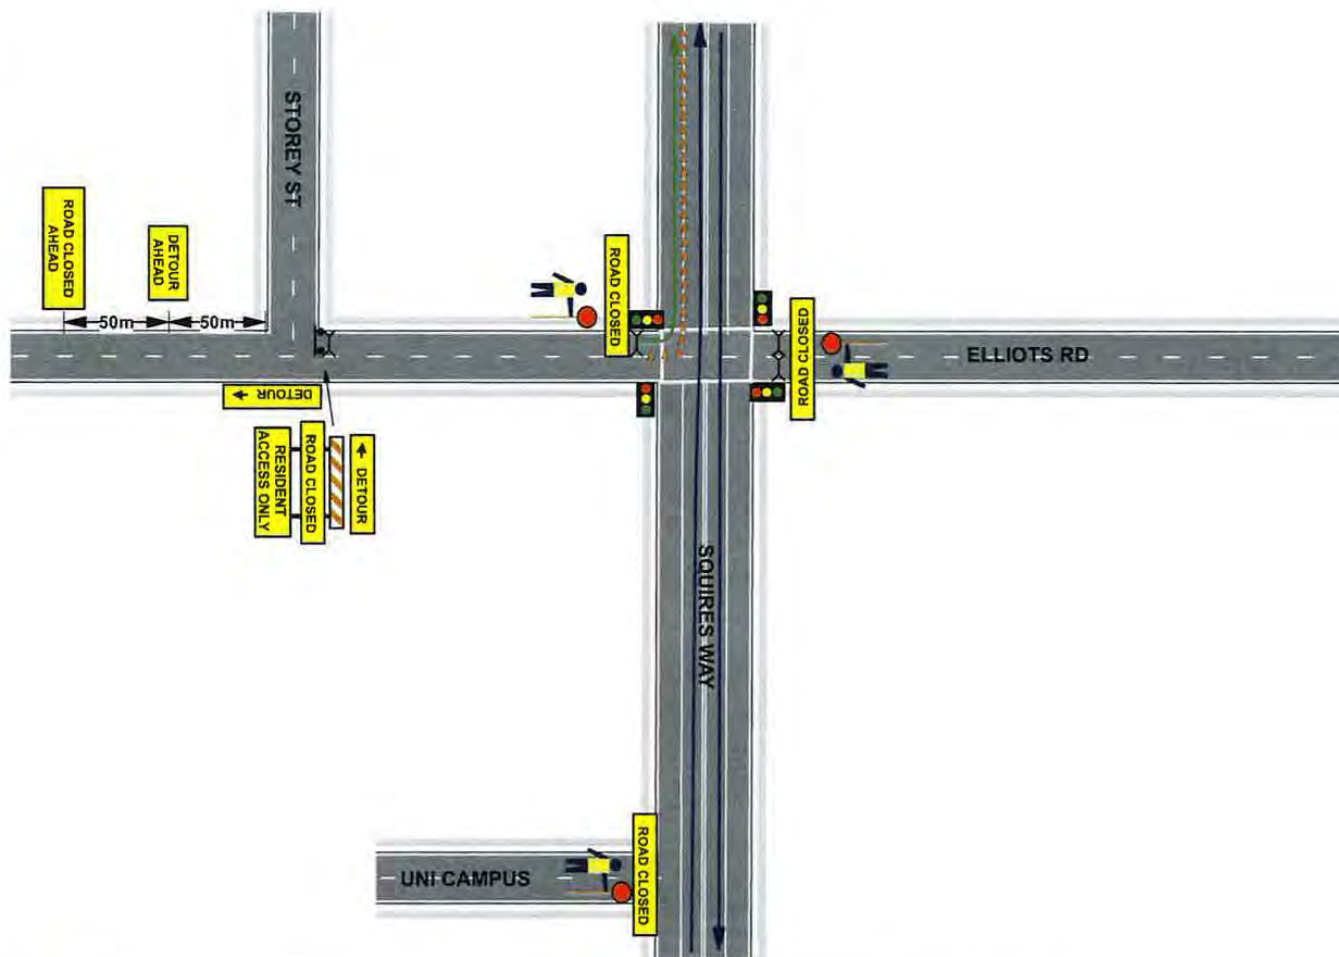 STOREY ST
ROAD CLOSED
AHEAD
DETOUR
AHEAD
50m
50m
ROAD CLOSED
ROAD CLOSED
ELLIOTS RD
DETOUR
DETOUR
ROAD CLOSED
RESIDENT
ACCESS ONLY
SQUIRES WAY
ROAD CLOSED
UNI CAMPUS